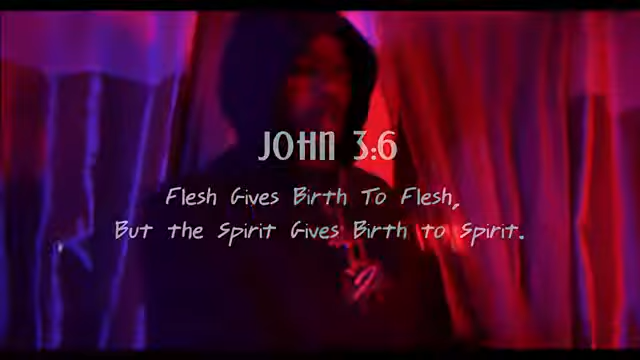 JOHN 3:6
Flesh Gives Birth To Flesh,
But the Spirit Gives Birth to Spirit.